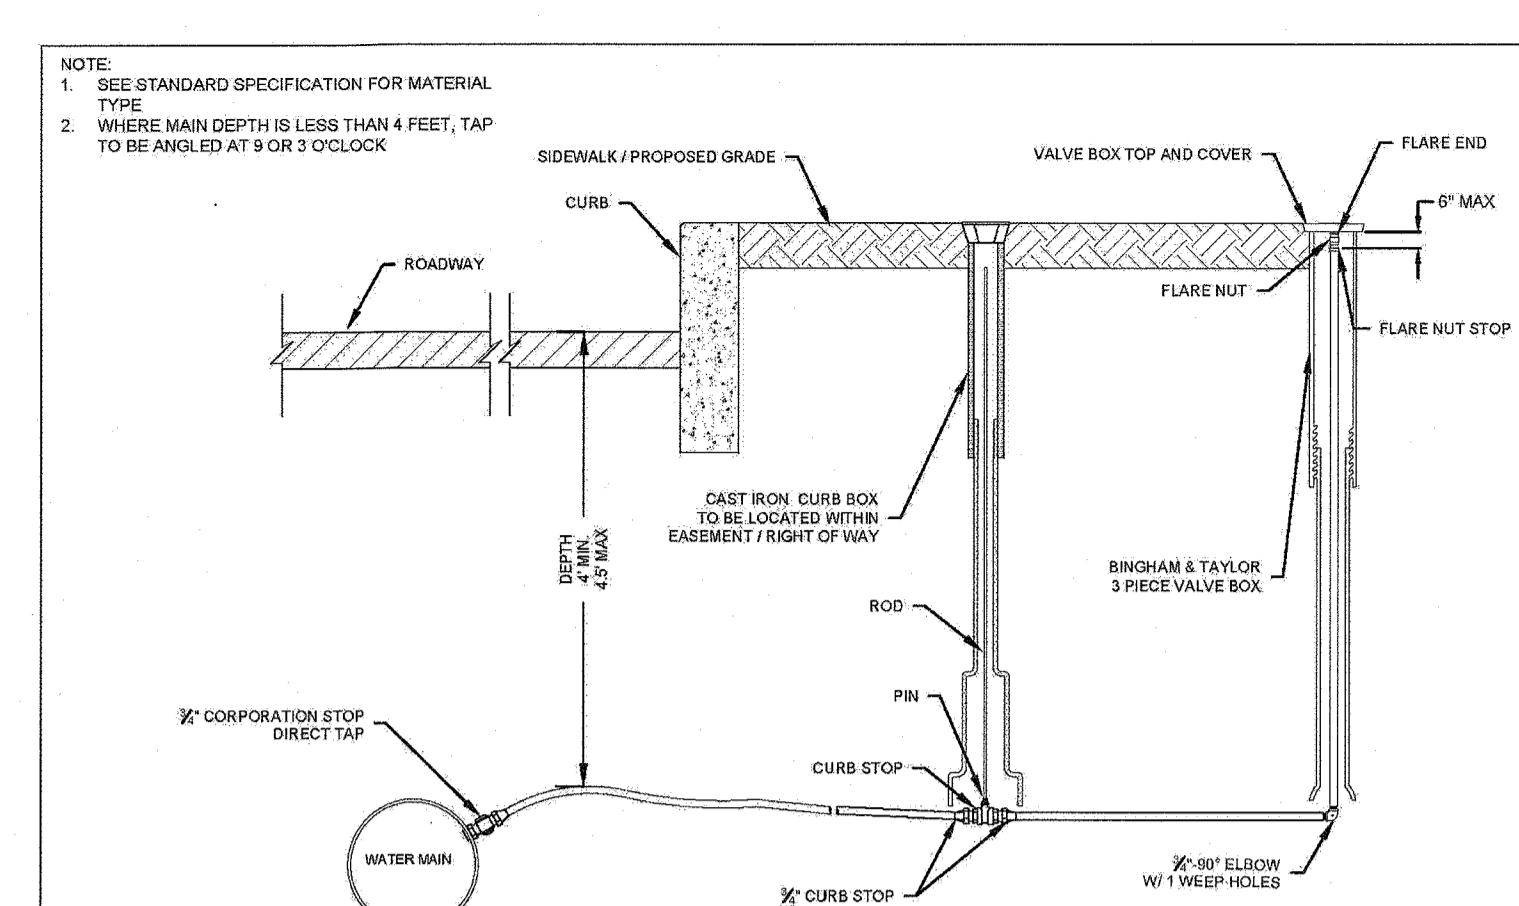 NOTE:
1. SEE STANDARD SPECIFICATION FOR MATERIAL
TYPE
2. WHERE MAIN DEPTH IS LESS THAN 4 FEET, TAP
TO BE ANGLED AT 9 OR 3 O'CLOCK
SIDEWALK / PROPOSED GRADE
VALVE BOX TOP AND COVER
FLARE END
CURB
6" MAX
ROADWAY
FLARE NUT
FLARE NUT STOP
CAST IRON CURB BOX
TO BE LOCATED WITHIN
EASEMENT / RIGHT OF WAY
DEPTH
4' MIN.
4.5' MAX
BINGHAM & TAYLOR
3 PIECE VALVE BOX
ROD
PIN
¾" CORPORATION STOP
DIRECT TAP
CURB STOP
WATER MAIN
¾"-90° ELBOW
W/ 1 WEEP HOLES
¾" CURB STOP